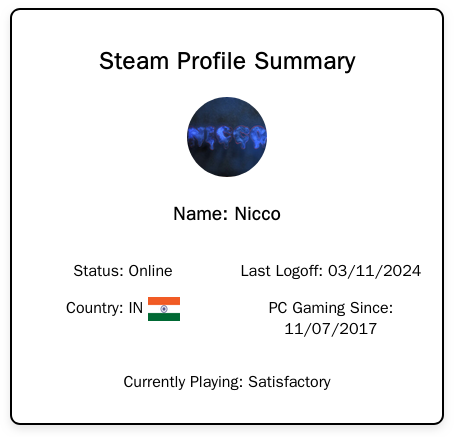 Steam Profile Summary
Name: Nicco
Status: Online
Last Logoff: 03/11/2024
Country: IN
PC Gaming Since:
11/07/2017
Currently Playing: Satisfactory